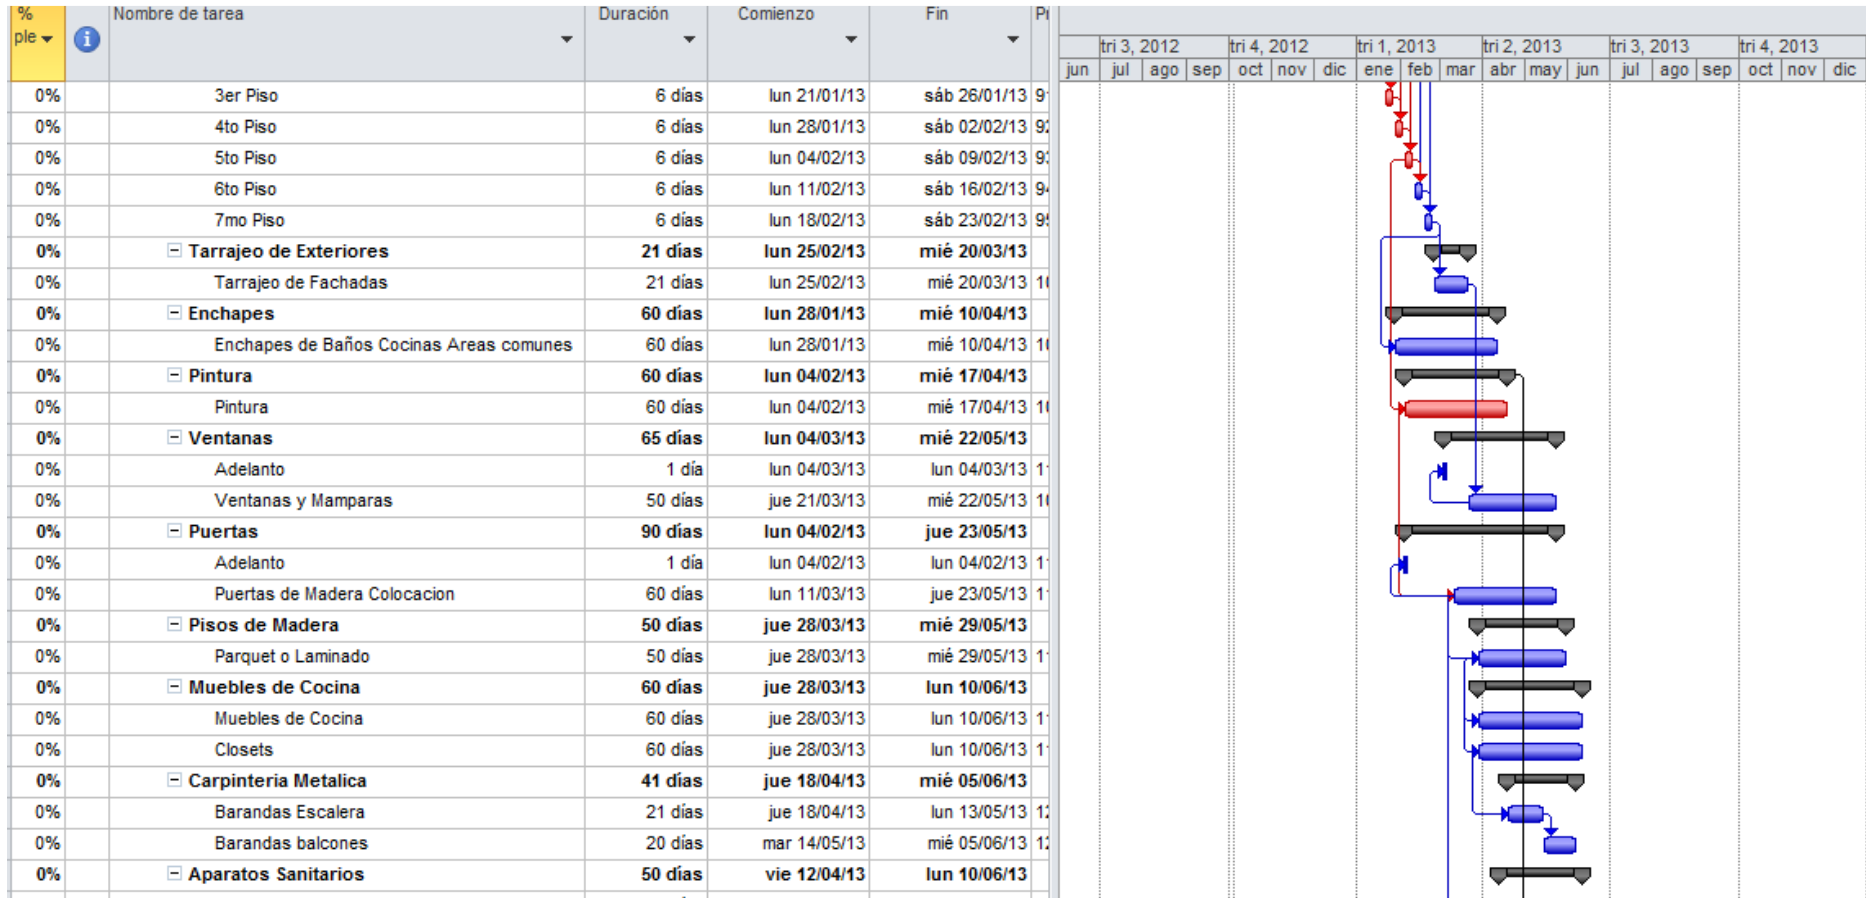 %
ple
Nombre de tarea
Duración
Comienzo
Fin
tri 3, 2012 tri 4, 2012 tri 1, 2013 tri 2, 2013 tri 3, 2013 tri 4, 2013
jun jul ago sep oct nov dic ene feb mar abr may jun jul ago sep oct nov dic
0% 3er Piso 6 días lun 21/01/13 sáb 26/01/13
0% 4to Piso 6 días lun 28/01/13 sáb 02/02/13
0% 5to Piso 6 días lun 04/02/13 sáb 09/02/13
0% 6to Piso 6 días lun 11/02/13 sáb 16/02/13
0% 7mo Piso 6 días lun 18/02/13 sáb 23/02/13
0% Tarrajeo de Exteriores 21 días lun 25/02/13 mié 20/03/13
0% Tarrajeo de Fachadas 21 días lun 25/02/13 mié 20/03/13
0% Enchapes 60 días lun 28/01/13 mié 10/04/13
0% Enchapes de Baños Cocinas Areas comunes 60 días lun 28/01/13 mié 10/04/13
0% Pintura 60 días lun 04/02/13 mié 17/04/13
0% Pintura 60 días lun 04/02/13 mié 17/04/13
0% Ventanas 65 días lun 04/03/13 mié 22/05/13
0% Adelanto 1 día lun 04/03/13 lun 04/03/13
0% Ventanas y Mamparas 50 días jue 21/03/13 mié 22/05/13
0% Puertas 90 días lun 04/02/13 jue 23/05/13
0% Adelanto 1 día lun 04/02/13 lun 04/02/13
0% Puertas de Madera Colocacion 60 días lun 11/03/13 jue 23/05/13
0% Pisos de Madera 50 días jue 28/03/13 mié 29/05/13
0% Parquet o Laminado 50 días jue 28/03/13 mié 29/05/13
0% Muebles de Cocina 60 días jue 28/03/13 lun 10/06/13
0% Muebles de Cocina 60 días jue 28/03/13 lun 10/06/13
0% Closets 60 días jue 28/03/13 lun 10/06/13
0% Carpinteria Metalica 41 días jue 18/04/13 mié 05/06/13
0% Barandas Escalera 21 días jue 18/04/13 lun 13/05/13
0% Barandas balcones 20 días mar 14/05/13 mié 05/06/13
0% Aparatos Sanitarios 50 días vie 12/04/13 lun 10/06/13